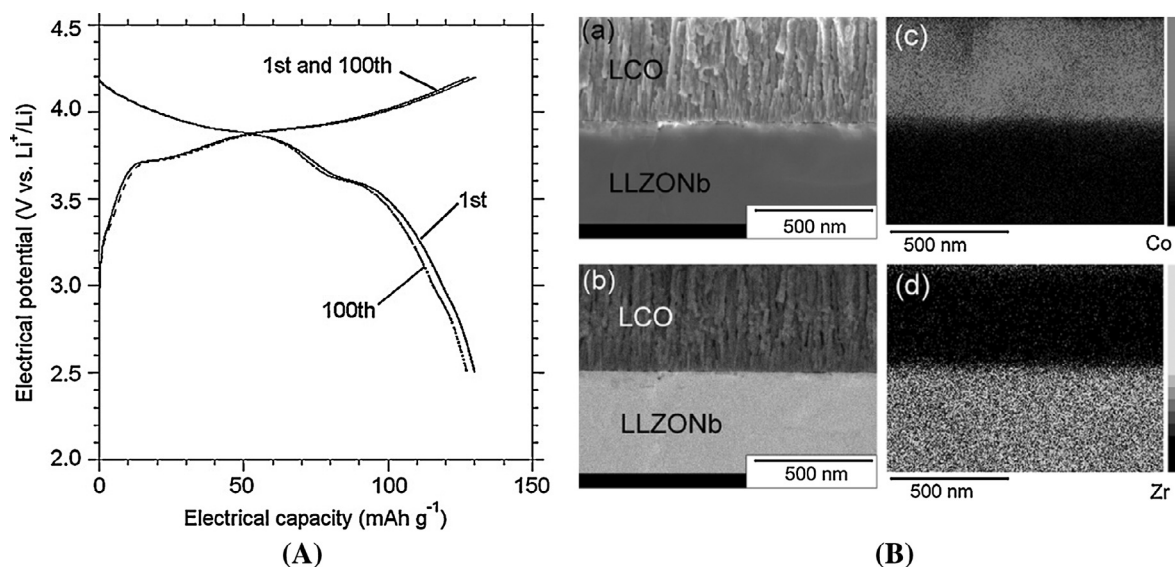 4.5
4.0
3.5
3.0
2.5
2.0
Electrical potential (V vs. Li⁺/Li)
1st and 100th
1st
100th
0
50
100
150
Electrical capacity (mAh g⁻¹)
(A)
(a)
LCO
LLZONb
500 nm
(c)
500 nm
Co
(b)
LCO
LLZONb
500 nm
(d)
500 nm
Zr
(B)